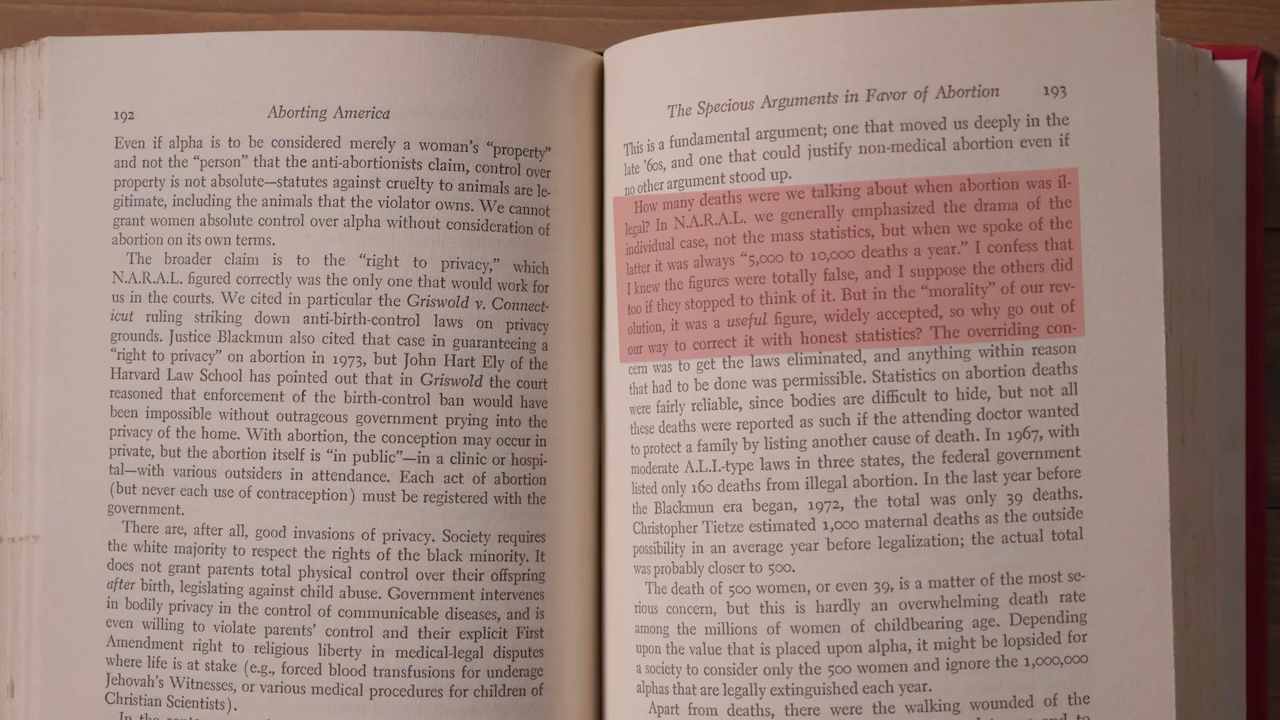 192
Aborting America
Even if alpha is to be considered merely a woman's "property"
and not the "person" that the anti-abortionists claim, control over
property is not absolute—statutes against cruelty to animals are le-
gitimate, including the animals that the violator owns. We cannot
grant women absolute control over alpha without consideration of
abortion on its own terms.
The broader claim is to the "right to privacy," which
N.A.R.A.L. figured correctly was the only one that would work for
us in the courts. We cited in particular the Griswold v. Connect-
icut ruling striking down anti-birth-control laws on privacy
grounds. Justice Blackmun also cited that case in guaranteeing a
"right to privacy" on abortion in 1973, but John Hart Ely of the
Harvard Law School has pointed out that in Griswold the court
reasoned that enforcement of the birth-control ban would have
been impossible without outrageous government prying into the
privacy of the home. With abortion, the conception may occur in
private, but the abortion itself is "in public"—in a clinic or hospi-
tal—with various outsiders in attendance. Each act of abortion
(but never each use of contraception) must be registered with the
government.
There are, after all, good invasions of privacy. Society requires
the white majority to respect the rights of the black minority. It
does not grant parents total physical control over their offspring
after birth, legislating against child abuse. Government intervenes
in bodily privacy in the control of communicable diseases, and is
even willing to violate parents' control and their explicit First
Amendment right to religious liberty in medical-legal disputes
where life is at stake (e.g., forced blood transfusions for underage
Jehovah's Witnesses, or various medical procedures for children of
Christian Scientists).
In the
The Specious Arguments in Favor of Abortion
193
This is a fundamental argument; one that moved us deeply in the
late '60s, and one that could justify non-medical abortion even if
no other argument stood up.
How many deaths were we talking about when abortion was il-
legal? In N.A.R.A.L. we generally emphasized the drama of the
individual case, not the mass statistics, but when we spoke of the
latter it was always "5,000 to 10,000 deaths a year." I confess that
I knew the figures were totally false, and I suppose the others did
too if they stopped to think of it. But in the "morality" of our rev-
olution, it was a useful figure, widely accepted, so why go out of
our way to correct it with honest statistics? The overriding con-
cern was to get the laws eliminated, and anything within reason
that had to be done was permissible. Statistics on abortion deaths
were fairly reliable, since bodies are difficult to hide, but not all
these deaths were reported as such if the attending doctor wanted
to protect a family by listing another cause of death. In 1967, with
moderate A.L.I.-type laws in three states, the federal government
listed only 160 deaths from illegal abortion. In the last year before
the Blackmun era began, 1972, the total was only 39 deaths.
Christopher Tietze estimated 1,000 maternal deaths as the outside
possibility in an average year before legalization; the actual total
was probably closer to 500.
The death of 500 women, or even 39, is a matter of the most se-
rious concern, but this is hardly an overwhelming death rate
among the millions of women of childbearing age. Depending
upon the value that is placed upon alpha, it might be lopsided for
a society to consider only the 500 women and ignore the 1,000,000
alphas that are legally extinguished each year.
Apart from deaths, there were the walking wounded of the